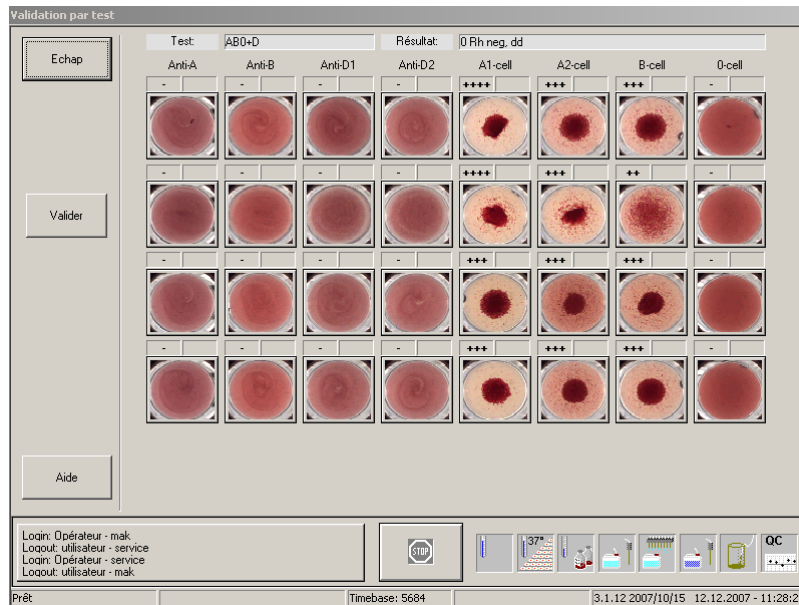 Validation par test
Echap
Test: AB0+D Résultat: 0 Rh neg, dd
Anti-A Anti-B Anti-D1 Anti-D2 A1-cell A2-cell B-cell 0-cell
- - - - ++++ +++ +++ -
- - - - ++++ +++ ++ -
Valider
- - - - +++ +++ +++ -
- - - - +++ +++ +++ -
Aide
Login: Opérateur - mak
Logout: utilisateur - service
Login: Opérateur - service
Logout: utilisateur - mak
STOP
37°
QC
Prêt Timebase: 5684 3.1.12 2007/10/15 12.12.2007 - 11:28:2